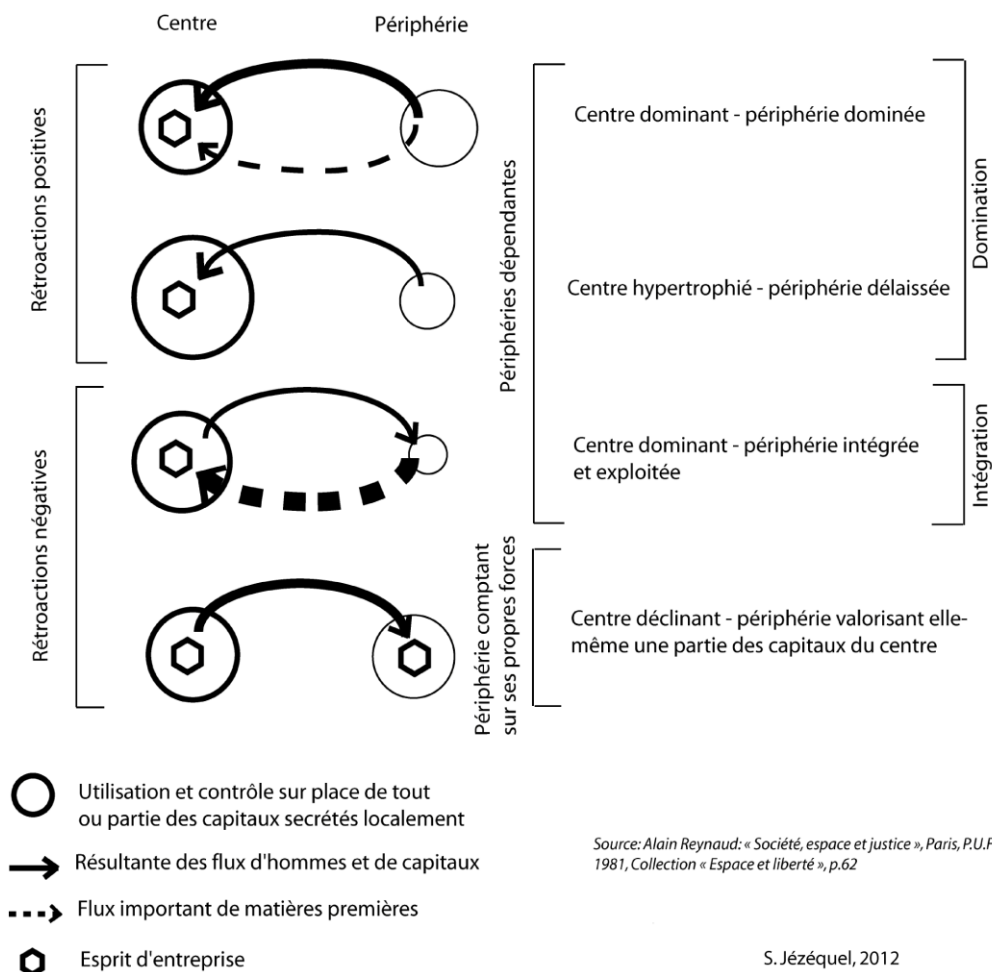 Centre
Périphérie
Rétroactions positives
Rétroactions négatives
Périphéries dépendantes
Périphérie comptant
sur ses propres forces
Centre dominant - périphérie dominée
Centre hypertrophié - périphérie délaissée
Centre dominant - périphérie intégrée
et exploitée
Centre déclinant - périphérie valorisant elle-
même une partie des capitaux du centre
Domination
Intégration
Utilisation et contrôle sur place de tout
ou partie des capitaux secrétés localement
Résultante des flux d'hommes et de capitaux
Flux important de matières premières
Esprit d'entreprise
Source: Alain Reynaud: « Société, espace et justice », Paris, P.U.F
1981, Collection « Espace et liberté », p.62
S. Jézéquel, 2012